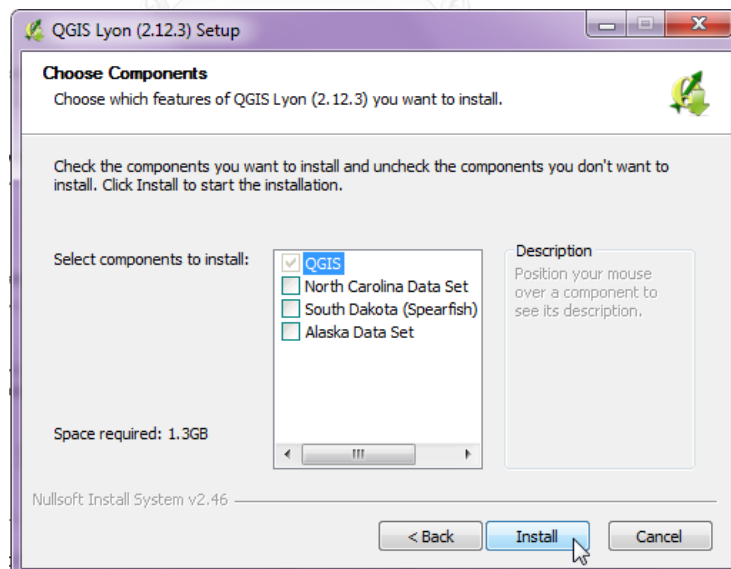 QGIS Lyon (2.12.3) Setup
Choose Components
Choose which features of QGIS Lyon (2.12.3) you want to install.
Check the components you want to install and uncheck the components you don't want to
install. Click Install to start the installation.
Select components to install:
QGIS
North Carolina Data Set
South Dakota (Spearfish)
Alaska Data Set
Description
Position your mouse
over a component to
see its description.
Space required: 1.3GB
Nullsoft Install System v2.46
< Back
Install
Cancel